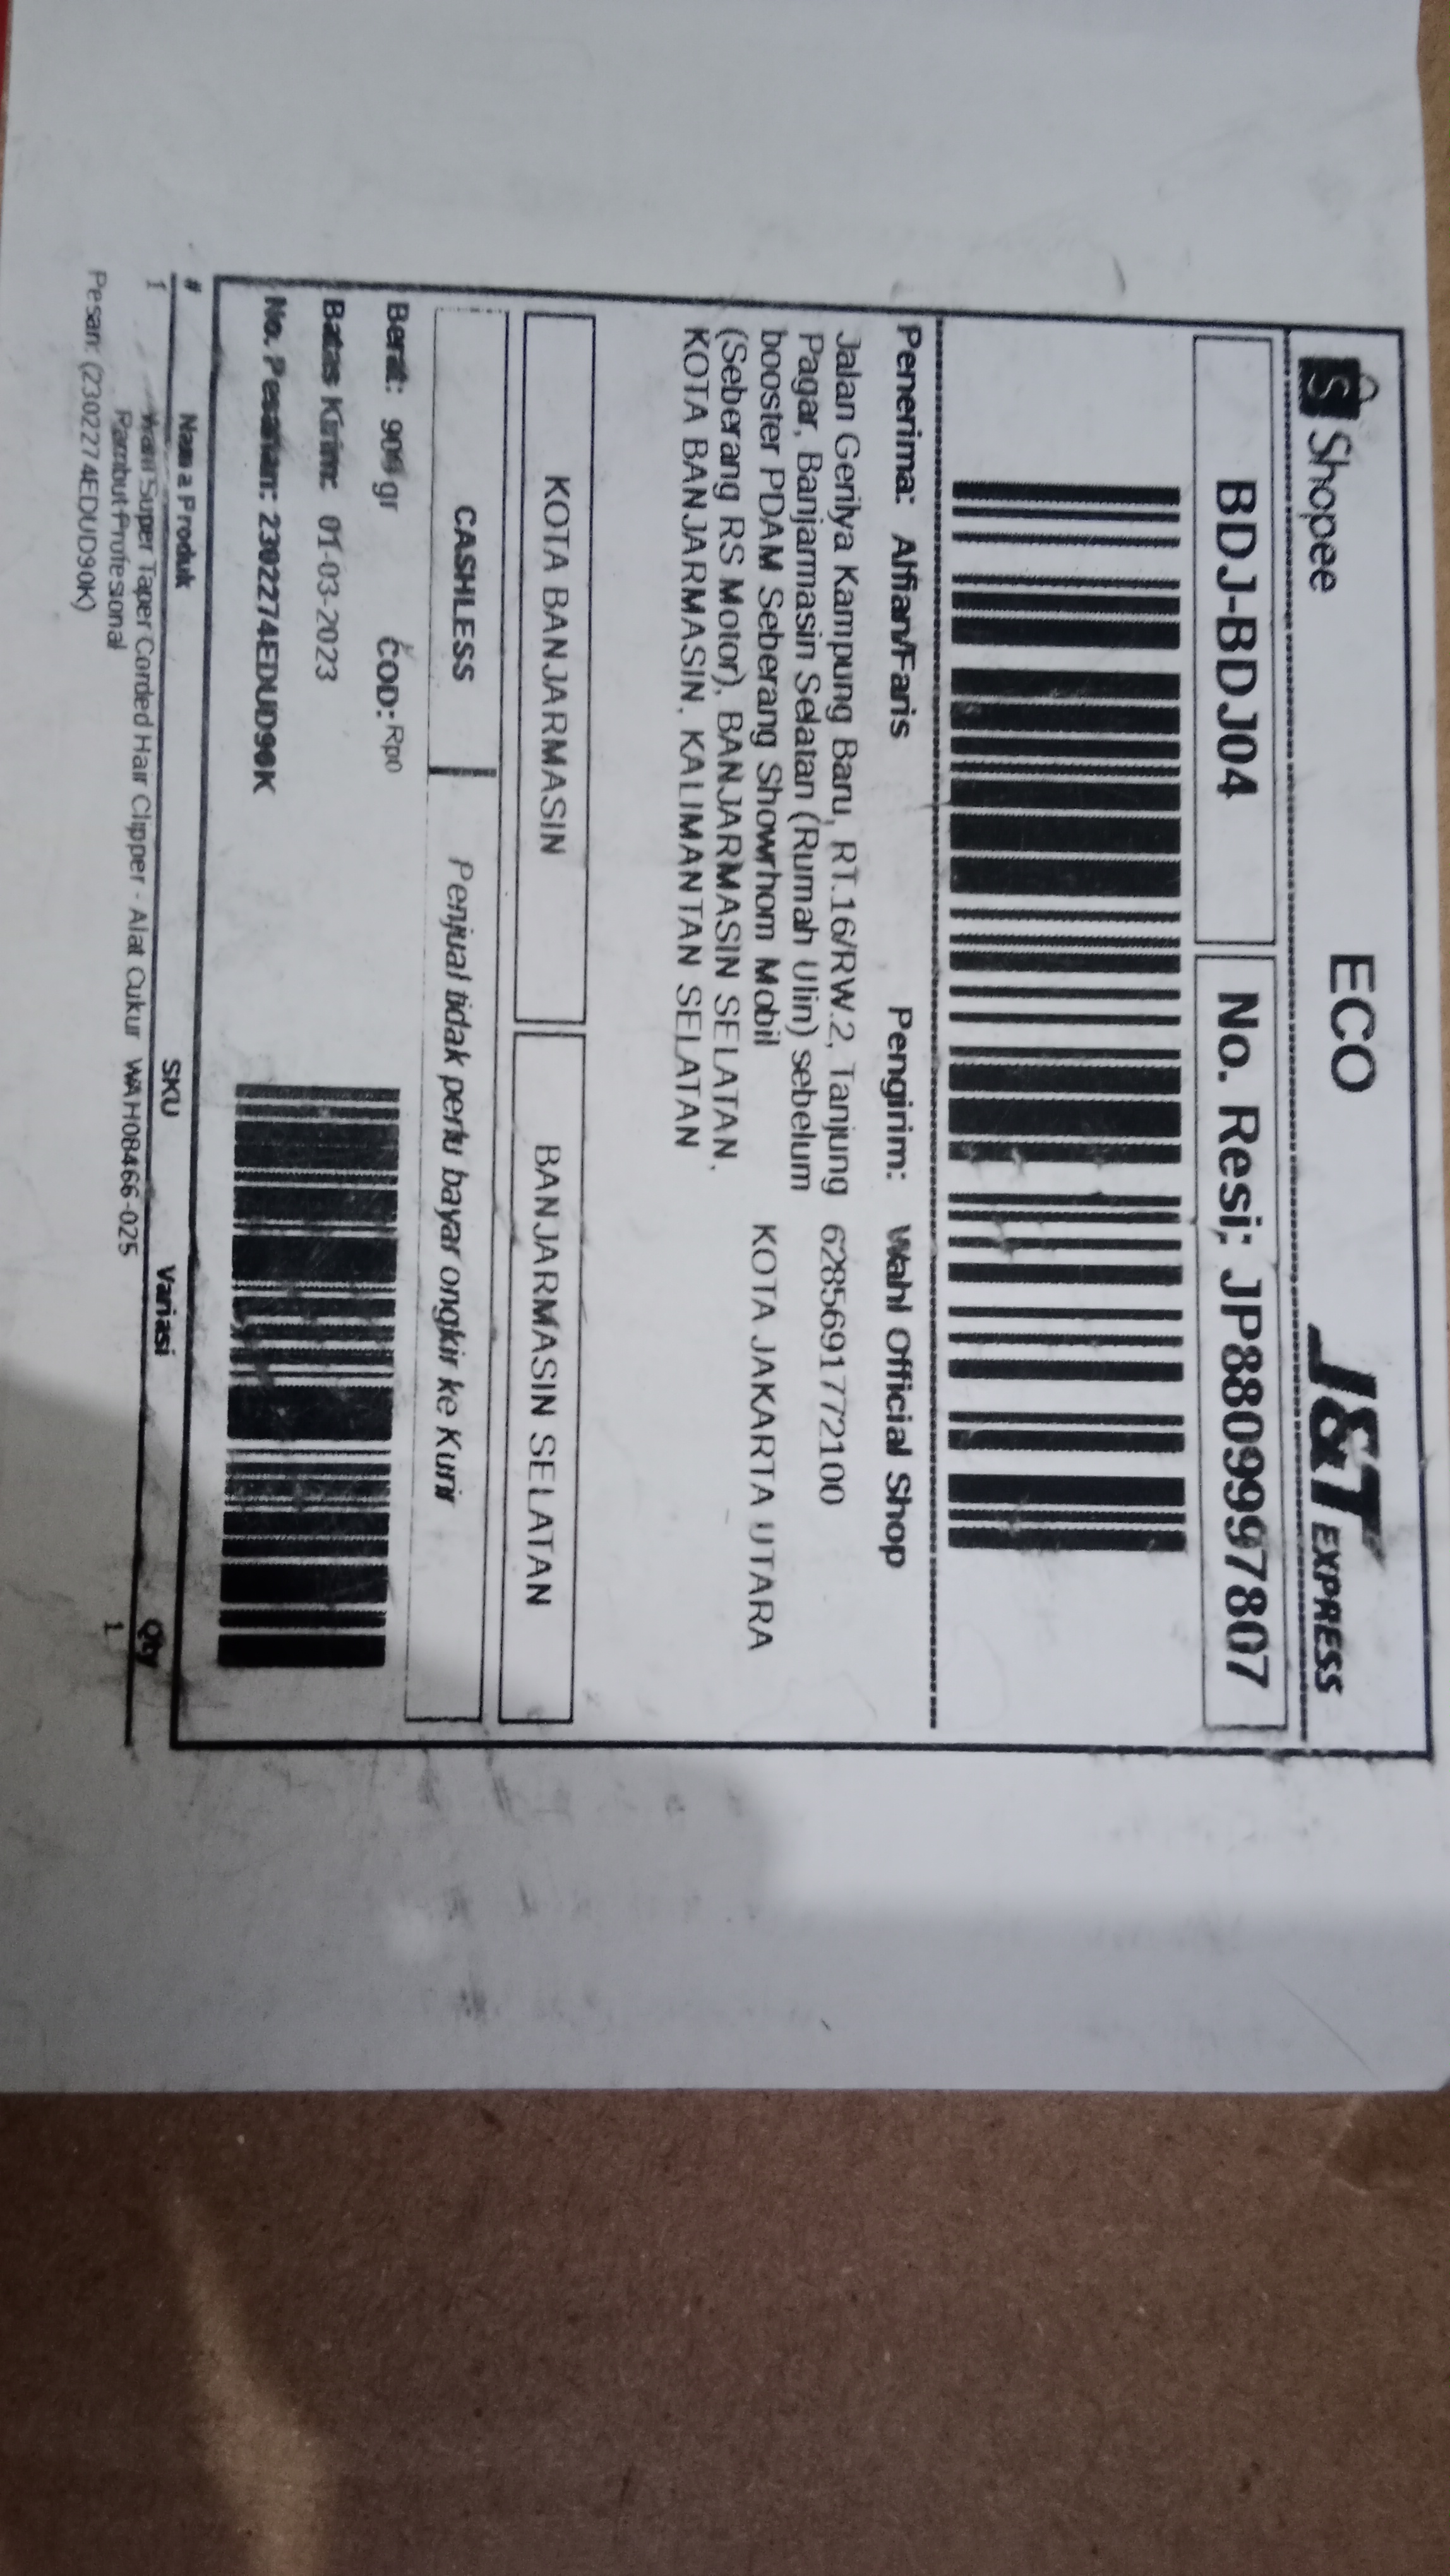 Shopee ECO J&T EXPRESS
BDJ-BDJ04 No. Resi: JP8809997807
Penerima: Alfian/Faris Pengirim: Wahl Official Shop
Jalan Gerilya Kampung Baru, RT.16/RW.2, Tanjung 6285691772100
Pagar, Banjarmasin Selatan (Rumah Ulin) sebelum
booster PDAM Seberang Showrhom Mobil KOTA JAKARTA UTARA
(Seberang RS Motor), BANJARMASIN SELATAN,
KOTA BANJARMASIN, KALIMANTAN SELATAN
KOTA BANJARMASIN BANJARMASIN SELATAN
CASHLESS Penjual tidak perlu bayar ongkir ke Kurir
Berat: gr COD: Rp0
Batas Kirim: 01-03-2023
No. Pesanan: 2302274EDUD90K
# Nama Produk SKU Variasi Qty
1 Wahl Super Taper Corded Hair Clipper - Alat Cukur WAH08466-025 1
Rambut Profesional
Pesan: (2302274EDUD90K)